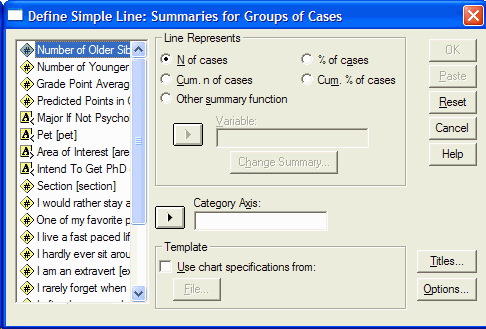 Define Simple Line: Summaries for Groups of Cases
Number of Older Sib
Number of Younger
Grade Point Averag
Predicted Points in C
Major If Not Psycho
Pet [pet]
Area of Interest [are
Intend To Get PhD (
Section [section]
I would rather stay a
One of my favorite p
I live a fast paced lif
I hardly ever sit arou
I am an extravert [ex
I rarely forget when
Line Represents
N of cases
% of cases
Cum. n of cases
Cum. % of cases
Other summary function
Variable:
Change Summary...
Category Axis:
Template
Use chart specifications from:
File...
OK
Paste
Reset
Cancel
Help
Titles...
Options...